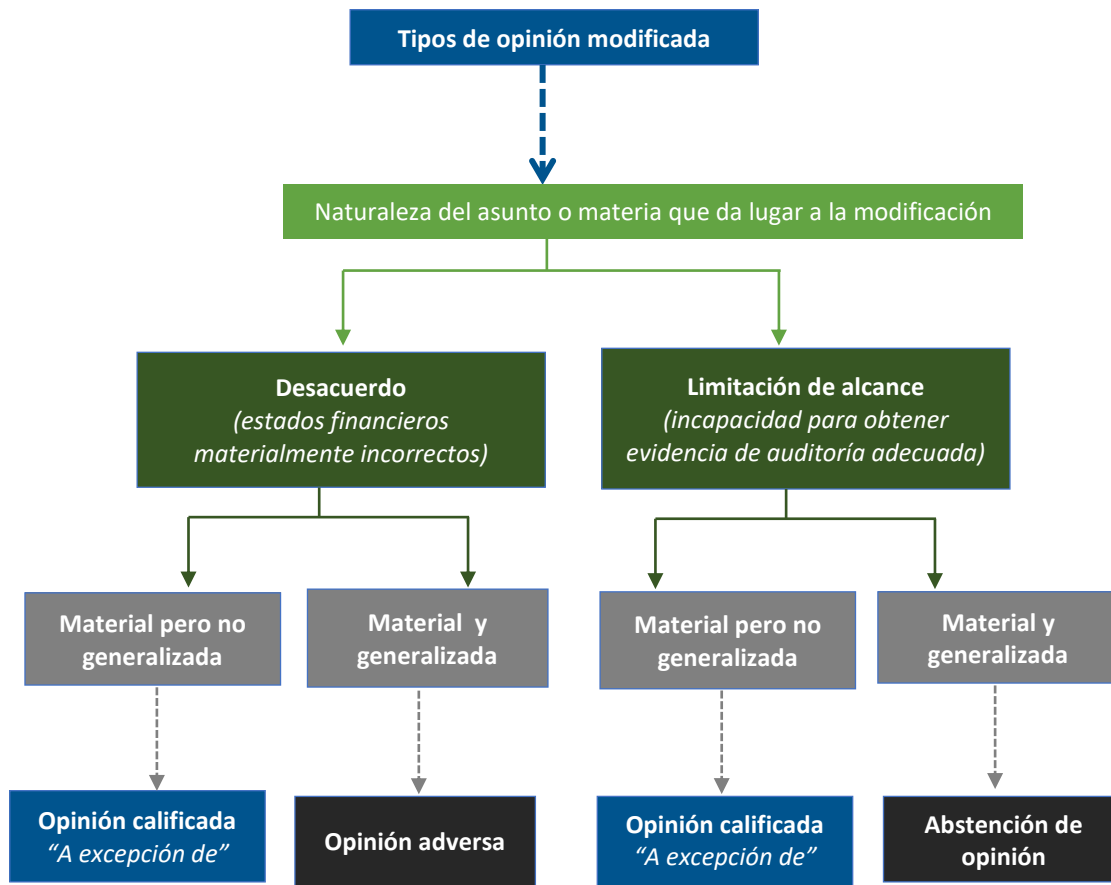 Tipos de opinión modificada
Naturaleza del asunto o materia que da lugar a la modificación
Desacuerdo
(estados financieros
materialmente incorrectos)
Limitación de alcance
(incapacidad para obtener
evidencia de auditoría adecuada)
Material pero no
generalizada
Material y
generalizada
Material pero no
generalizada
Material y
generalizada
Opinión calificada
“A excepción de”
Opinión adversa
Opinión calificada
“A excepción de”
Abstención de
opinión